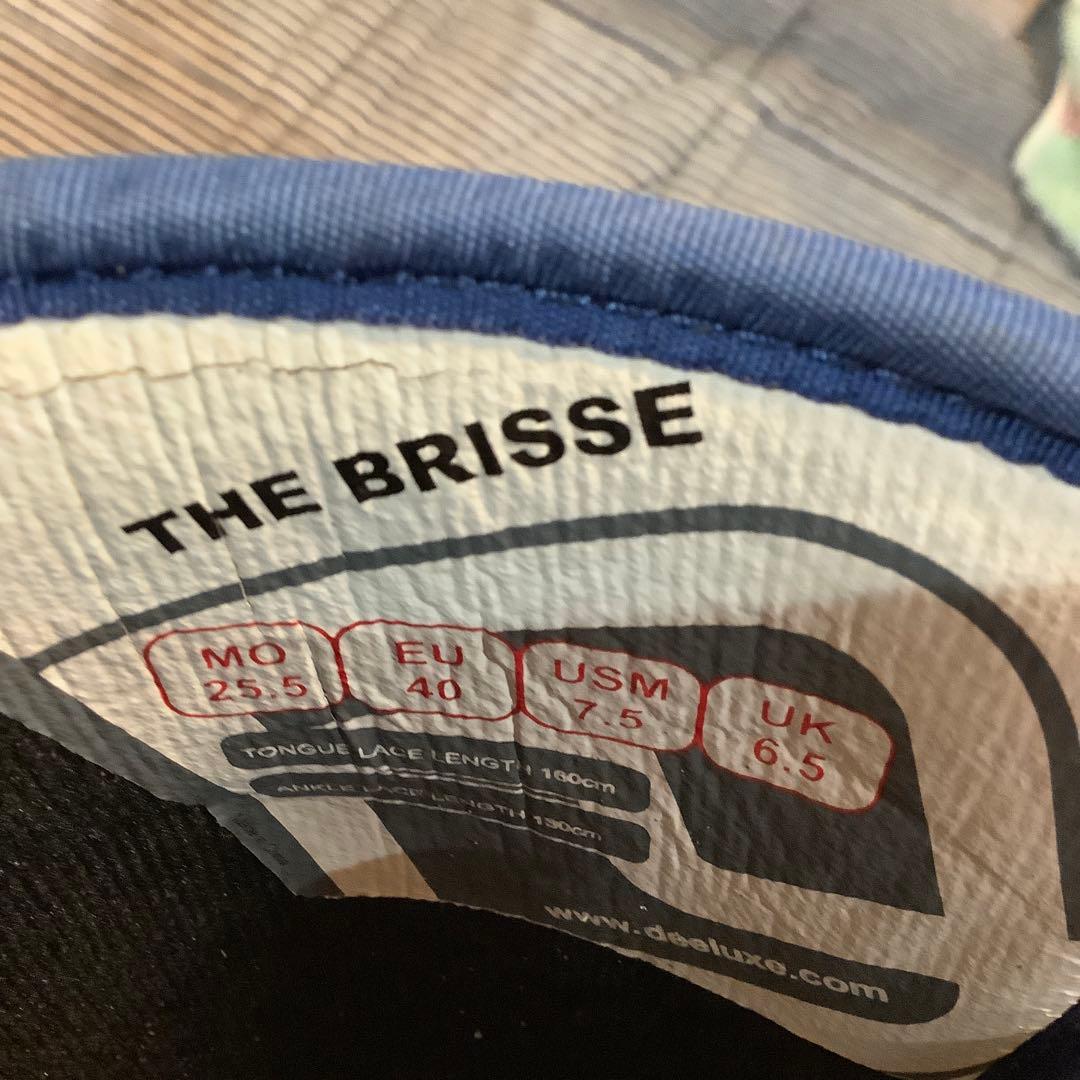 THE BRISSE
MO
25.5
EU
40
USM
7.5
UK
6.5
TONGUE LACE LENGTH 160cm
ANKLE LACE LENGTH 130cm
www.deeluxe.com